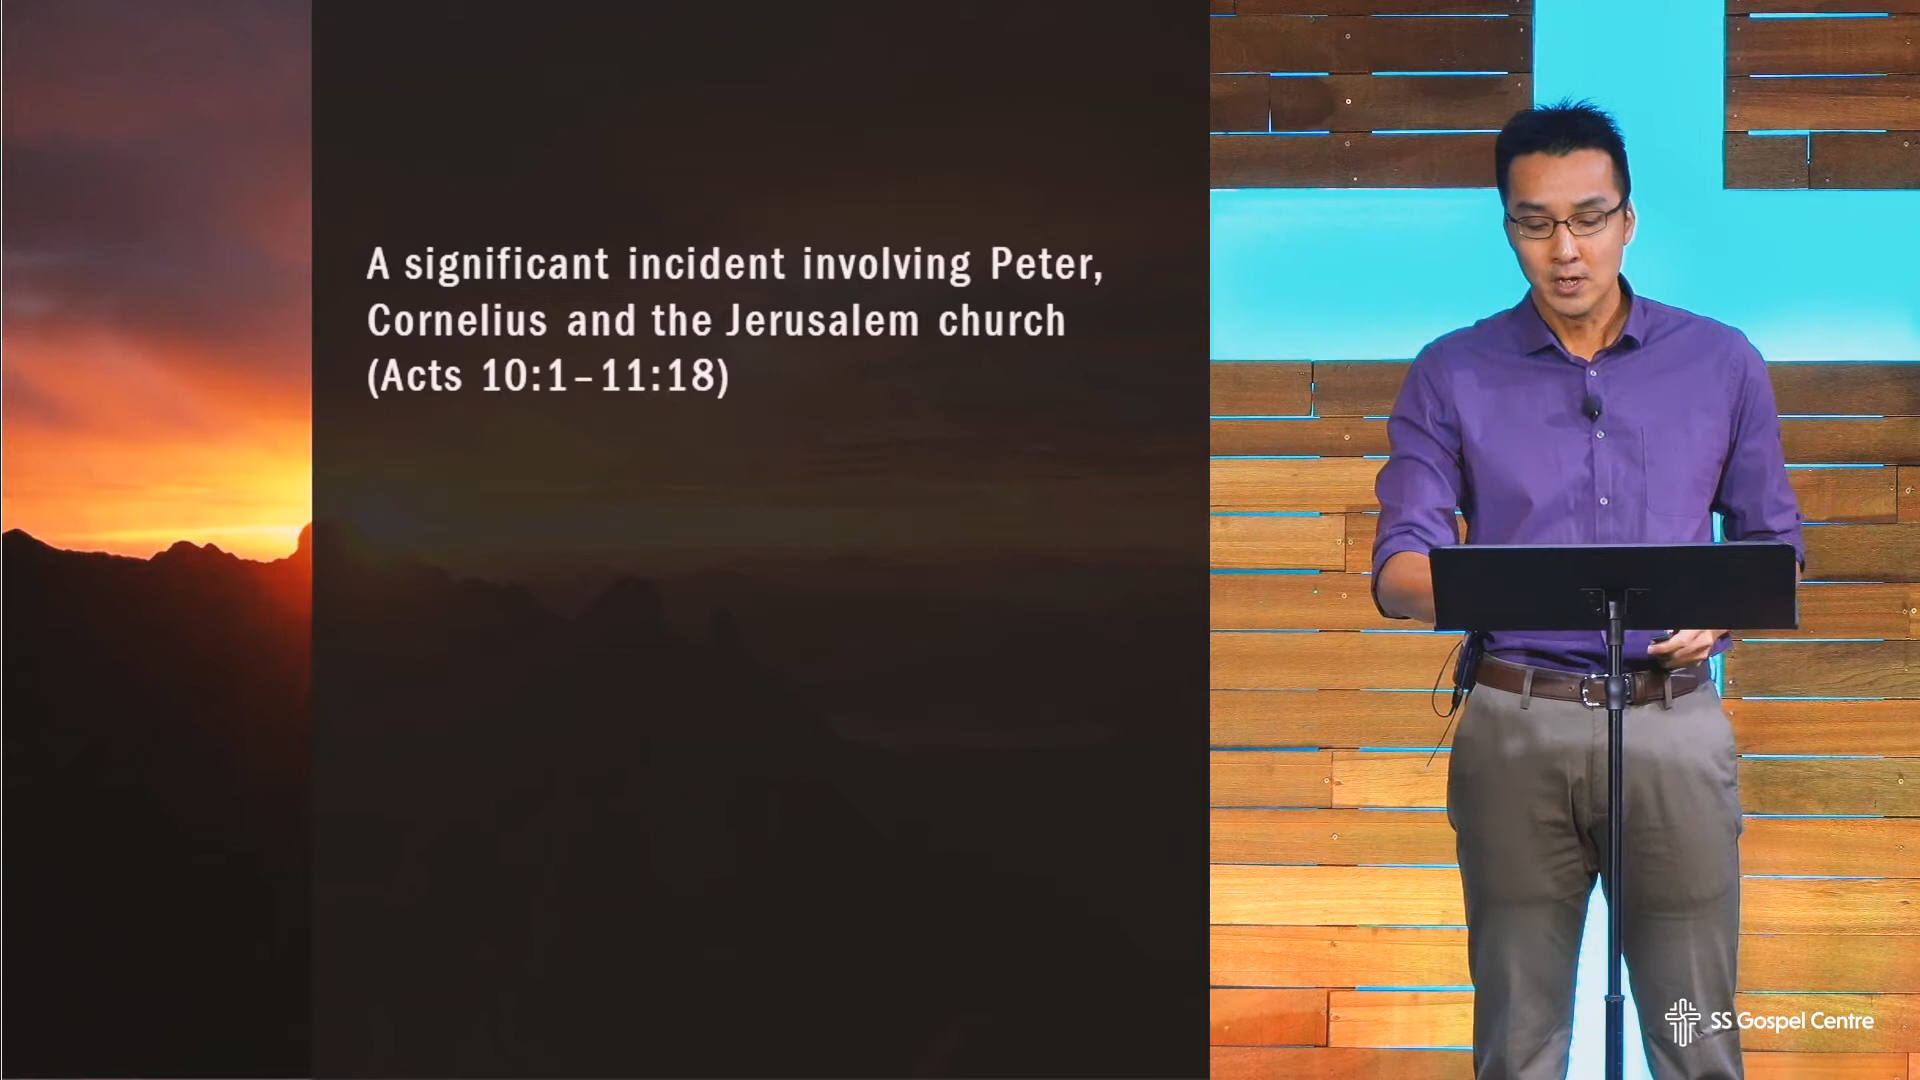 A significant incident involving Peter,
Cornelius and the Jerusalem church
(Acts 10:1–11:18)
SS Gospel Centre